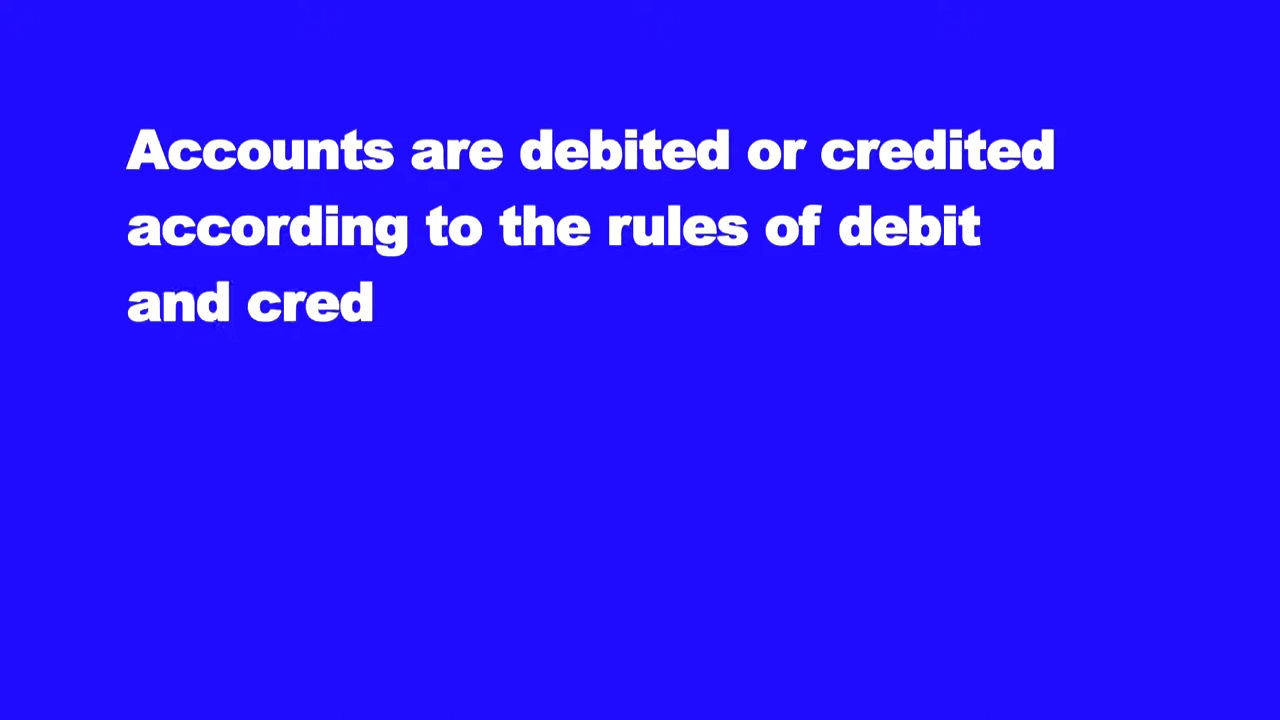 Accounts are debited or credited
according to the rules of debit
and cred